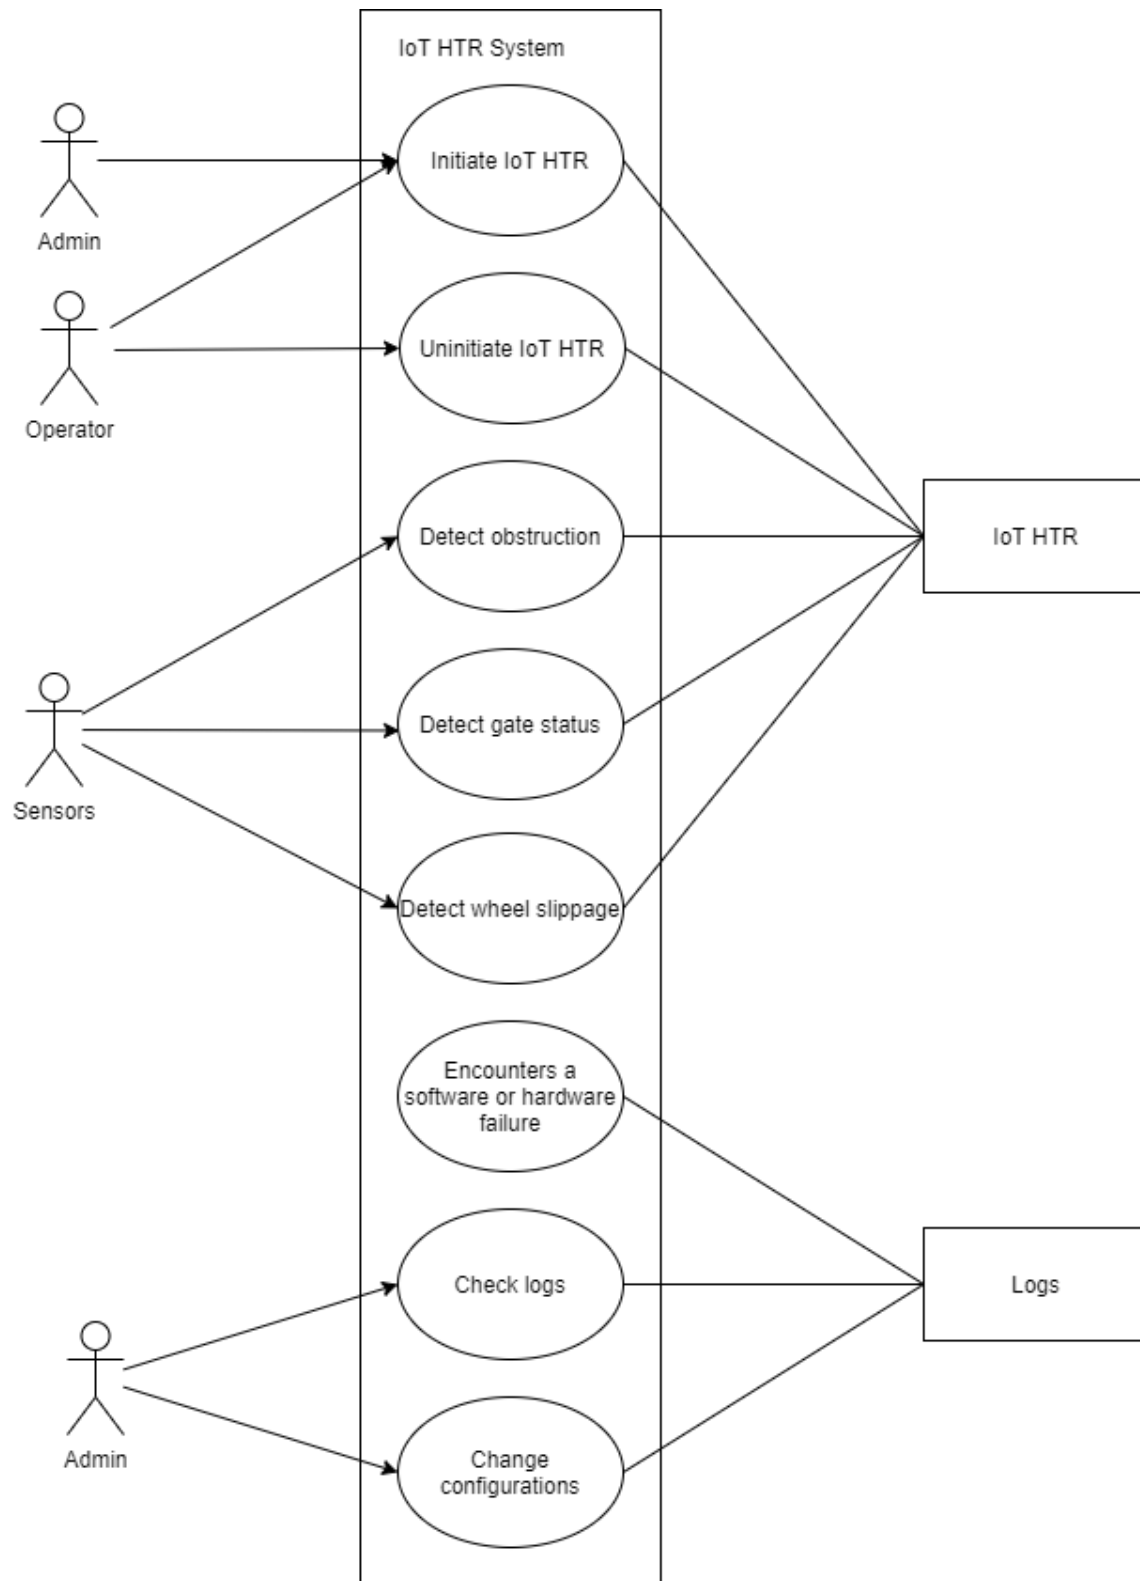 IoT HTR System
Admin
Initiate IoT HTR
Operator
Uninitiate IoT HTR
Detect obstruction
IoT HTR
Sensors
Detect gate status
Detect wheel slippage
Encounters a
software or hardware
failure
Check logs
Logs
Admin
Change
configurations